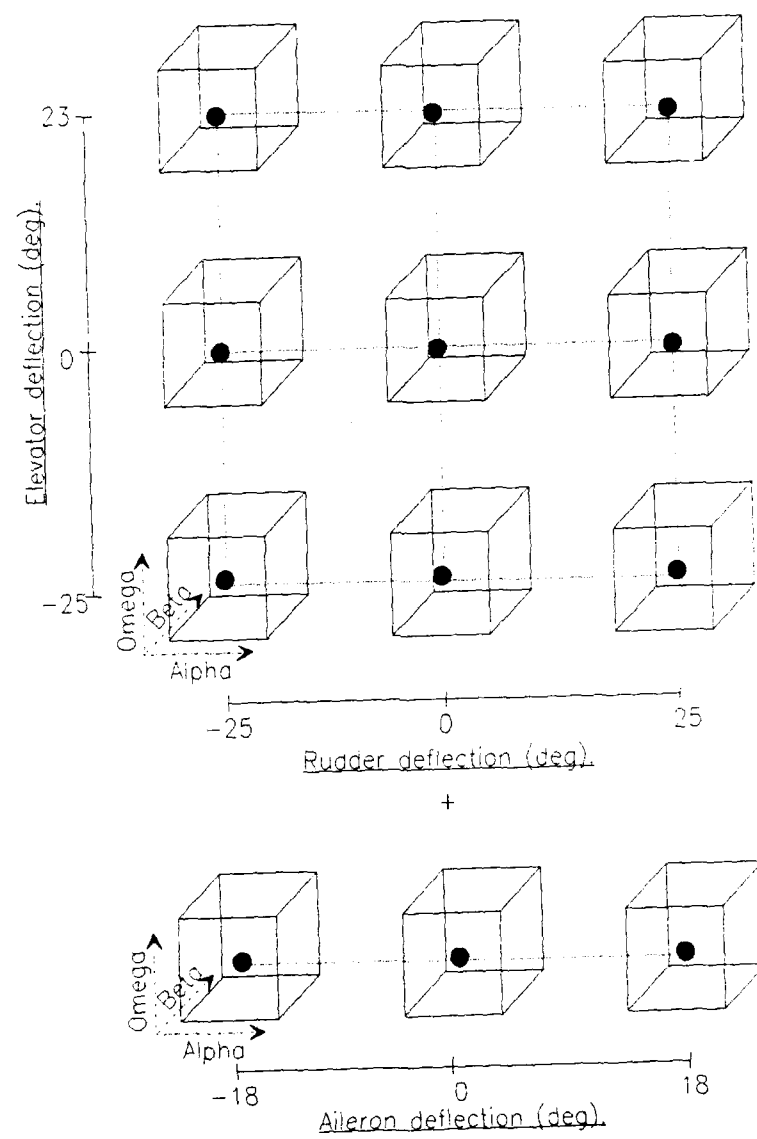 23
Elevator deflection (deg).
0
-25
Omega
Beta
Alpha
-25
0
25
Rudder deflection (deg).
+
Omega
Beta
Alpha
-18
0
18
Aileron deflection (deg).